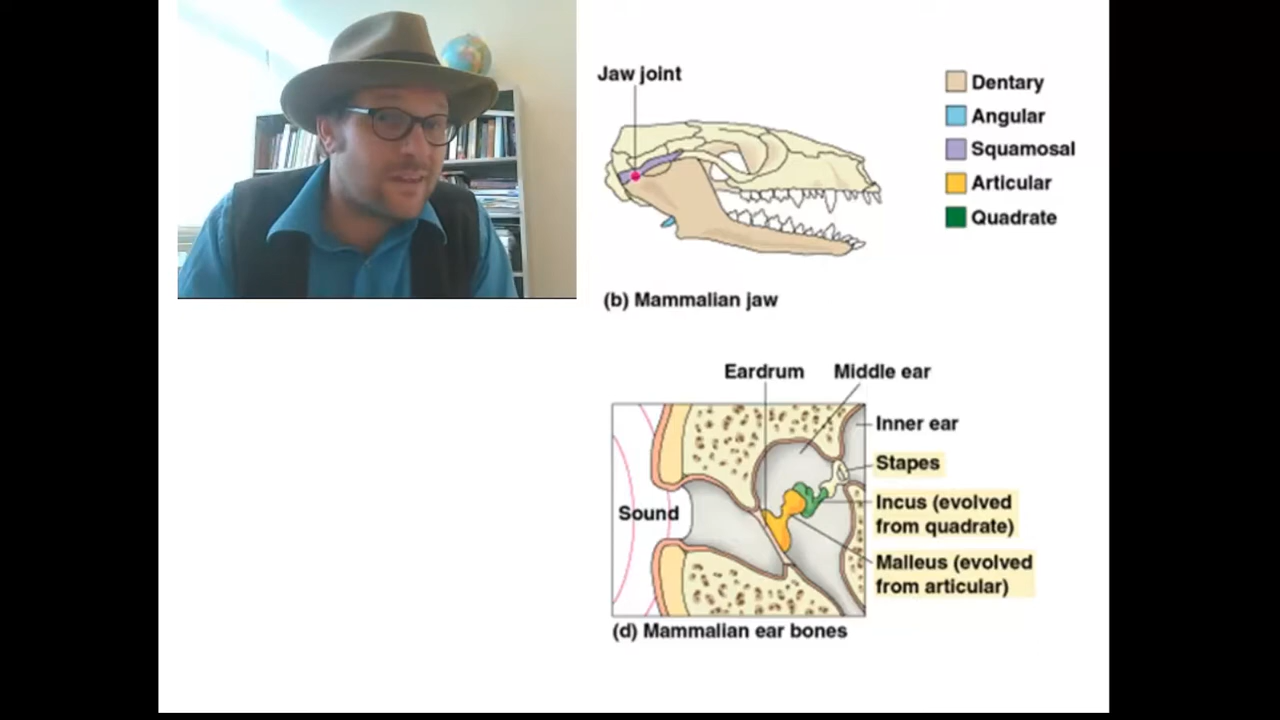 Jaw joint
Dentary
Angular
Squamosal
Articular
Quadrate
(b) Mammalian jaw
Eardrum
Middle ear
Inner ear
Stapes
Sound
Incus (evolved
from quadrate)
Malleus (evolved
from articular)
(d) Mammalian ear bones